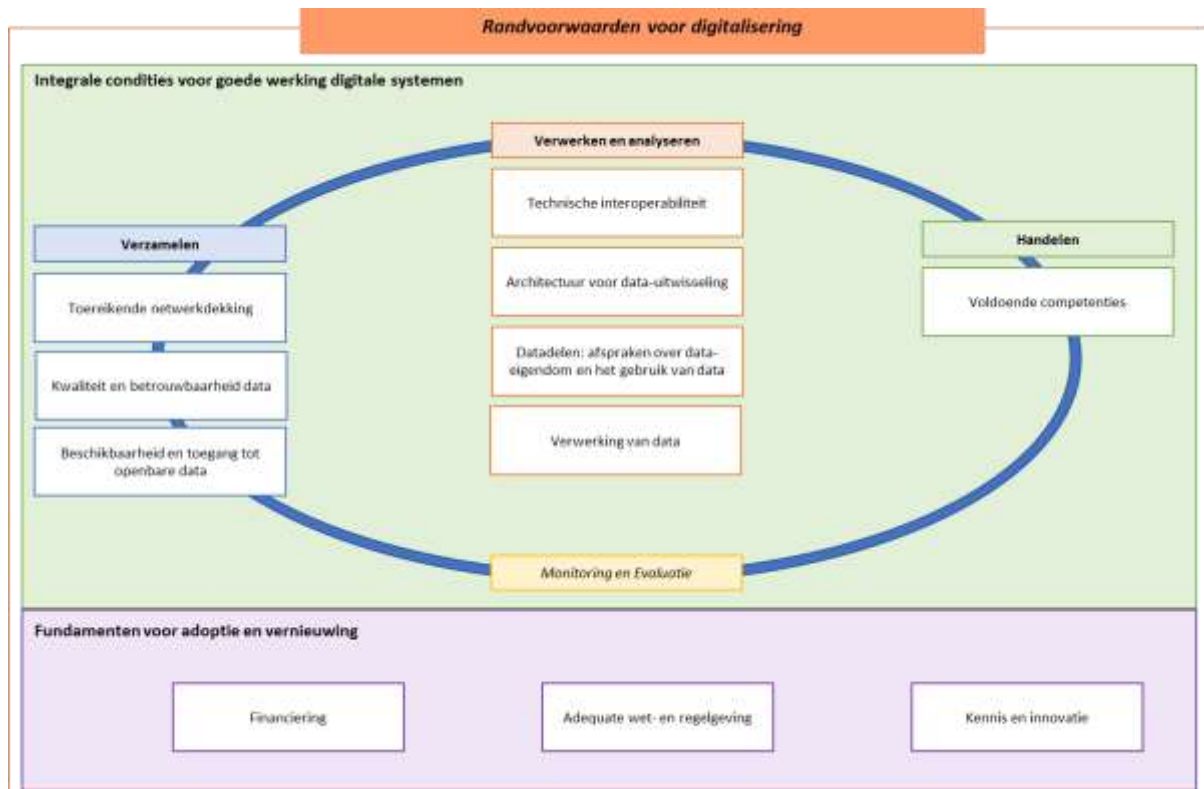 Randvoorwaarden voor digitalisering
Integrale condities voor goede werking digitale systemen
Verwerken en analyseren
Technische interoperabiliteit
Architectuur voor data-uitwisseling
Datadelen: afspraken over data-
eigendom en het gebruik van data
Verwerking van data
Verzamelen
Toereikende netwerkdekking
Kwaliteit en betrouwbaarheid data
Beschikbaarheid en toegang tot
openbare data
Handelen
Voldoende competenties
Monitoring en Evaluatie
Fundamenten voor adoptie en vernieuwing
Financiering
Adequate wet- en regelgeving
Kennis en innovatie